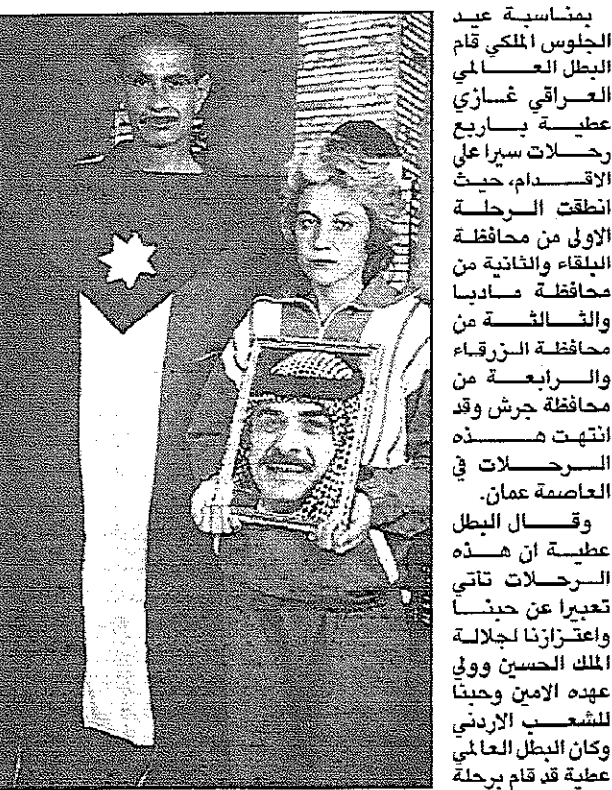 بمناسبة عيد
الجلوس الملكي قام
البطل العالمي
العراقي غازي
عطية باربع
رحلات سيرا على
الاقدام، حيث
انطقت الرحلة
الاولى من محافظة
البلقاء والثانية من
محافظة مادبا
والثالثة من
محافظة الزرقاء
والرابعة من
محافظة جرش وقد
انتهت هذه
الرحلات في
العاصمة عمان.
وقال البطل
عطية ان هذه
الرحلات تاتي
تعبيرا عن حبنا
واعتزازنا لجلالة
الملك الحسين وولي
عهده الامين وحبنا
للشعب الاردني
وكان البطل العالمي
عطية قد قام برحلة